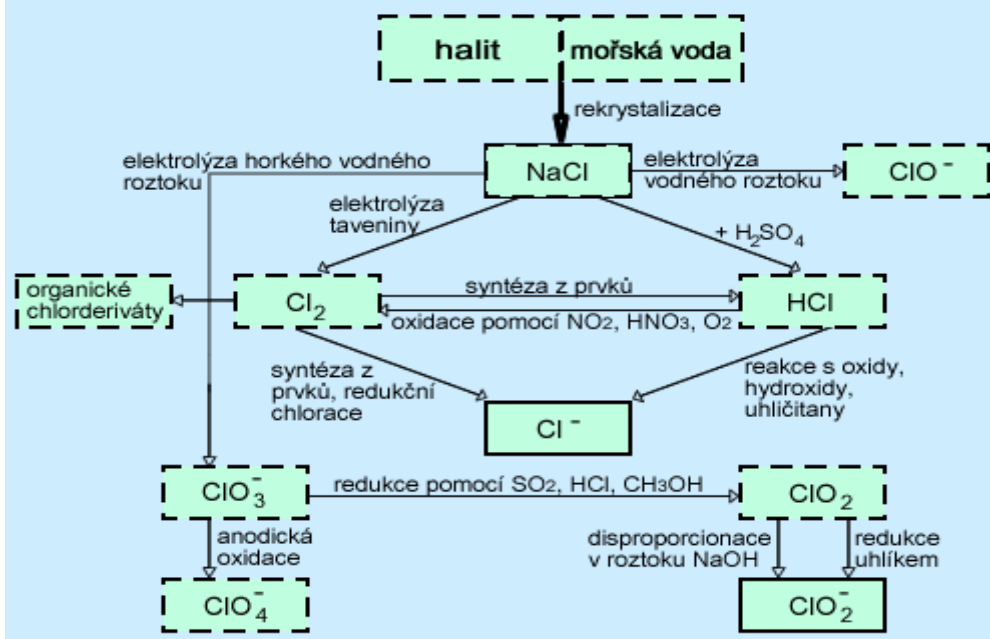 halit
mořská voda
rekrystalizace
elektrolýza horkého vodného
roztoku
NaCl
elektrolýza
vodného roztoku
ClO⁻
elektrolýza
taveniny
+ H₂SO₄
organické
chlorderiváty
Cl₂
syntéza z prvků
oxidace pomocí NO₂, HNO₃, O₂
HCl
syntéza z
prvků, redukční
chlorace
reakce s oxidy,
hydroxidy,
uhličitany
Cl⁻
ClO₃⁻
redukce pomocí SO₂, HCl, CH₃OH
ClO₂
anodická
oxidace
disproporcionace
v roztoku NaOH
redukce
uhlíkem
ClO₄⁻
ClO₂⁻